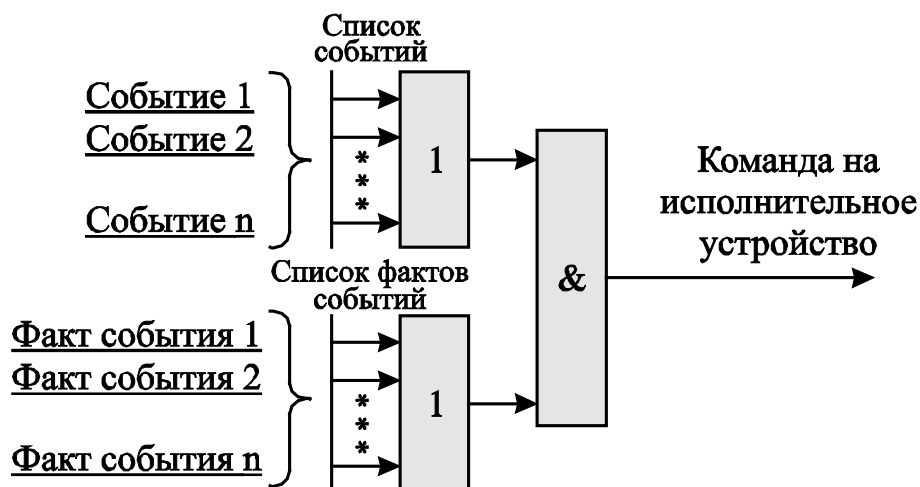 Список
событий
Событие 1
Событие 2
* * *
Событие n
1
Список фактов
событий
Факт события 1
Факт события 2
* * *
Факт события n
1
&
Команда на
исполнительное
устройство